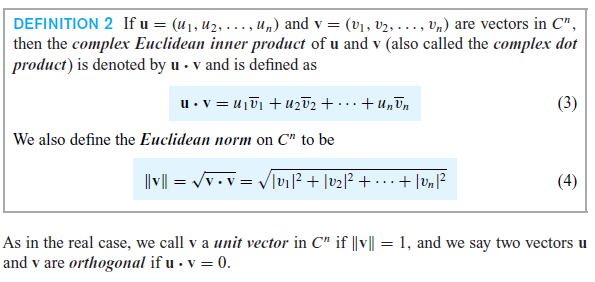 DEFINITION 2 If u = (u₁, u₂, . . . , uₙ) and v = (v₁, v₂, . . . , vₙ) are vectors in Cⁿ,
then the complex Euclidean inner product of u and v (also called the complex dot
product) is denoted by u · v and is defined as
u · v = u₁v̅₁ + u₂v̅₂ + · · · + uₙv̅ₙ (3)
We also define the Euclidean norm on Cⁿ to be
||v|| = √v · v = √|v₁|² + |v₂|² + · · · + |vₙ|² (4)
As in the real case, we call v a unit vector in Cⁿ if ||v|| = 1, and we say two vectors u
and v are orthogonal if u · v = 0.